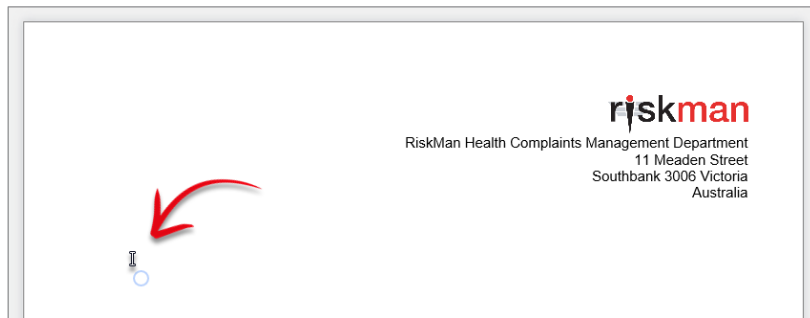 riskman
RiskMan Health Complaints Management Department
11 Meaden Street
Southbank 3006 Victoria
Australia